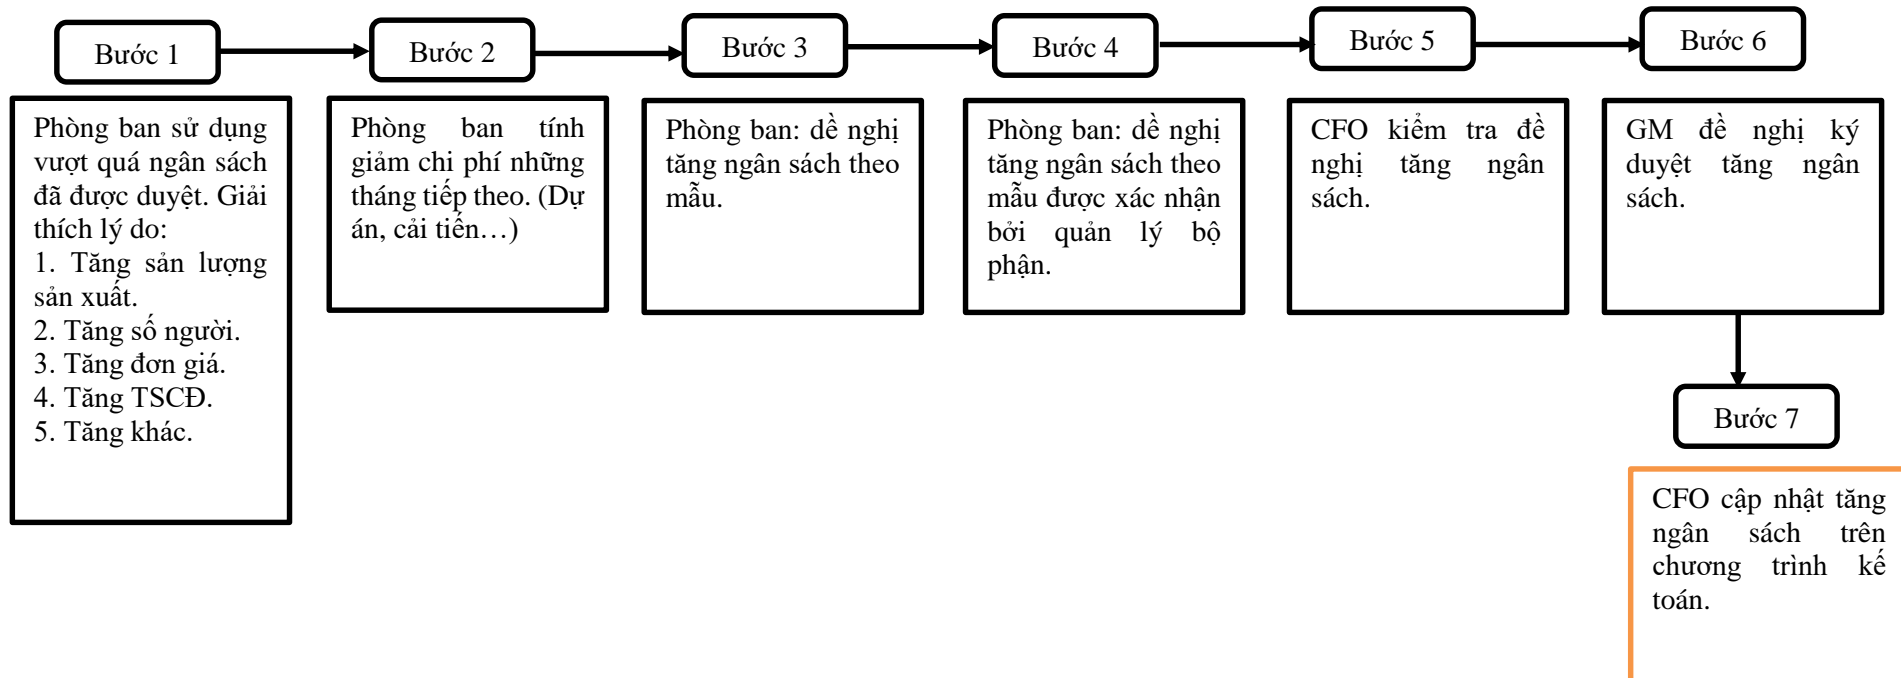 Bước 1
Bước 2
Bước 3
Bước 4
Bước 5
Bước 6
Phòng ban sử dụng
vượt quá ngân sách
đã được duyệt. Giải
thích lý do:
1. Tăng sản lượng
sản xuất.
2. Tăng số người.
3. Tăng đơn giá.
4. Tăng TSCĐ.
5. Tăng khác.
Phòng ban tính
giảm chi phí những
tháng tiếp theo. (Dự
án, cải tiến…)
Phòng ban: dề nghị
tăng ngân sách theo
mẫu.
Phòng ban: dề nghị
tăng ngân sách theo
mẫu được xác nhận
bởi quản lý bộ
phận.
CFO kiểm tra đề
nghị tăng ngân
sách.
GM đề nghị ký
duyệt tăng ngân
sách.
Bước 7
CFO cập nhật tăng
ngân sách trên
chương trình kế
toán.